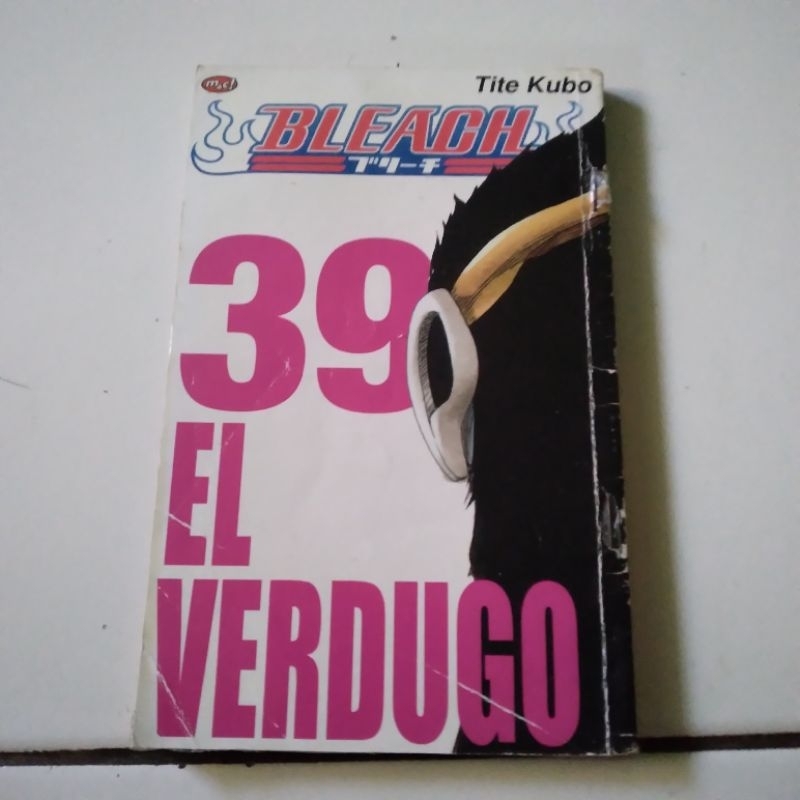 m&c!
Tite Kubo
BLEACH
ブリーチ
39
EL
VERDUGO